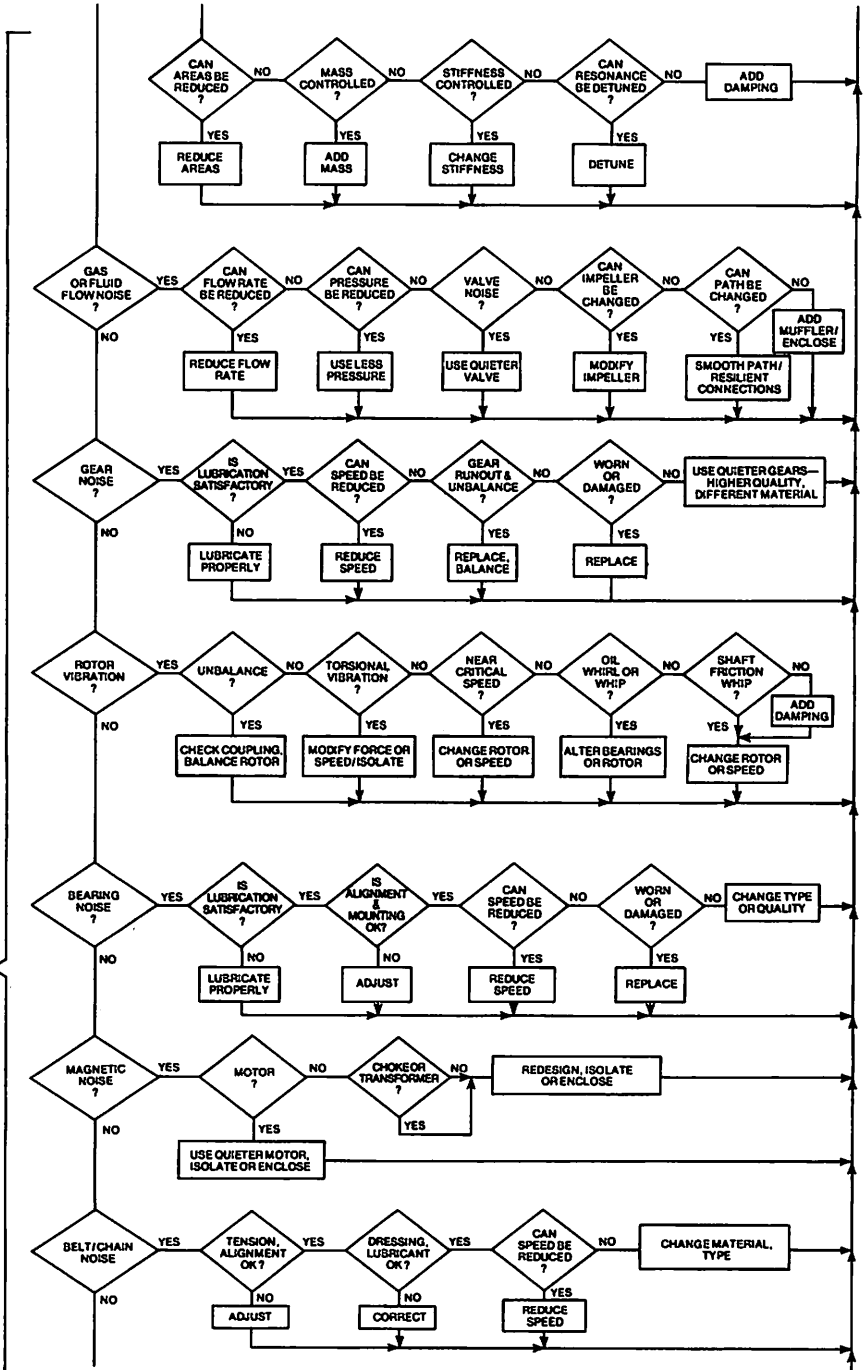 CAN
AREAS BE
REDUCED
?
NO
MASS
CONTROLLED
?
NO
STIFFNESS
CONTROLLED
?
NO
CAN
RESONANCE
BE DETUNED
?
NO
ADD
DAMPING
YES
YES
YES
YES
REDUCE
AREAS
ADD
MASS
CHANGE
STIFFNESS
DETUNE
GAS
OR FLUID
FLOW NOISE
?
YES
CAN
FLOW RATE
BE REDUCED
?
NO
CAN
PRESSURE
BE REDUCED
?
NO
VALVE
NOISE
?
NO
CAN
IMPELLER
BE
CHANGED
?
NO
CAN
PATH BE
CHANGED
?
NO
ADD
MUFFLER/
ENCLOSE
NO
YES
YES
YES
YES
YES
REDUCE FLOW
RATE
USE LESS
PRESSURE
USE QUIETER
VALVE
MODIFY
IMPELLER
SMOOTH PATH/
RESILIENT
CONNECTIONS
GEAR
NOISE
?
YES
IS
LUBRICATION
SATISFACTORY
?
YES
CAN
SPEED BE
REDUCED
?
NO
GEAR
RUNOUT &
UNBALANCE
?
NO
WORN
OR
DAMAGED
?
NO
USE QUIETER GEARS—
HIGHER QUALITY,
DIFFERENT MATERIAL
NO
NO
YES
YES
YES
LUBRICATE
PROPERLY
REDUCE
SPEED
REPLACE,
BALANCE
REPLACE
ROTOR
VIBRATION
?
YES
UNBALANCE
?
NO
TORSIONAL
VIBRATION
?
NO
NEAR
CRITICAL
SPEED
?
NO
OIL
WHIRL OR
WHIP
?
NO
SHAFT
FRICTION
WHIP
?
NO
ADD
DAMPING
NO
YES
YES
YES
YES
YES
CHECK COUPLING,
BALANCE ROTOR
MODIFY FORCE OR
SPEED/ISOLATE
CHANGE ROTOR
OR SPEED
ALTER BEARINGS
OR ROTOR
CHANGE ROTOR
OR SPEED
BEARING
NOISE
?
YES
IS
LUBRICATION
SATISFACTORY
?
YES
IS
ALIGNMENT
&
MOUNTING
OK?
YES
CAN
SPEED BE
REDUCED
?
NO
WORN
OR
DAMAGED
?
NO
CHANGE TYPE
OR QUALITY
NO
NO
NO
YES
YES
LUBRICATE
PROPERLY
ADJUST
REDUCE
SPEED
REPLACE
MAGNETIC
NOISE
?
YES
MOTOR
?
NO
CHOKE OR
TRANSFORMER
?
NO
REDESIGN, ISOLATE
OR ENCLOSE
NO
YES
YES
USE QUIETER MOTOR,
ISOLATE OR ENCLOSE
BELT/CHAIN
NOISE
YES
TENSION,
ALIGNMENT
OK?
YES
DRESSING,
LUBRICANT
OK?
YES
CAN
SPEED BE
REDUCED
?
NO
CHANGE MATERIAL,
TYPE
NO
NO
NO
YES
ADJUST
CORRECT
REDUCE
SPEED